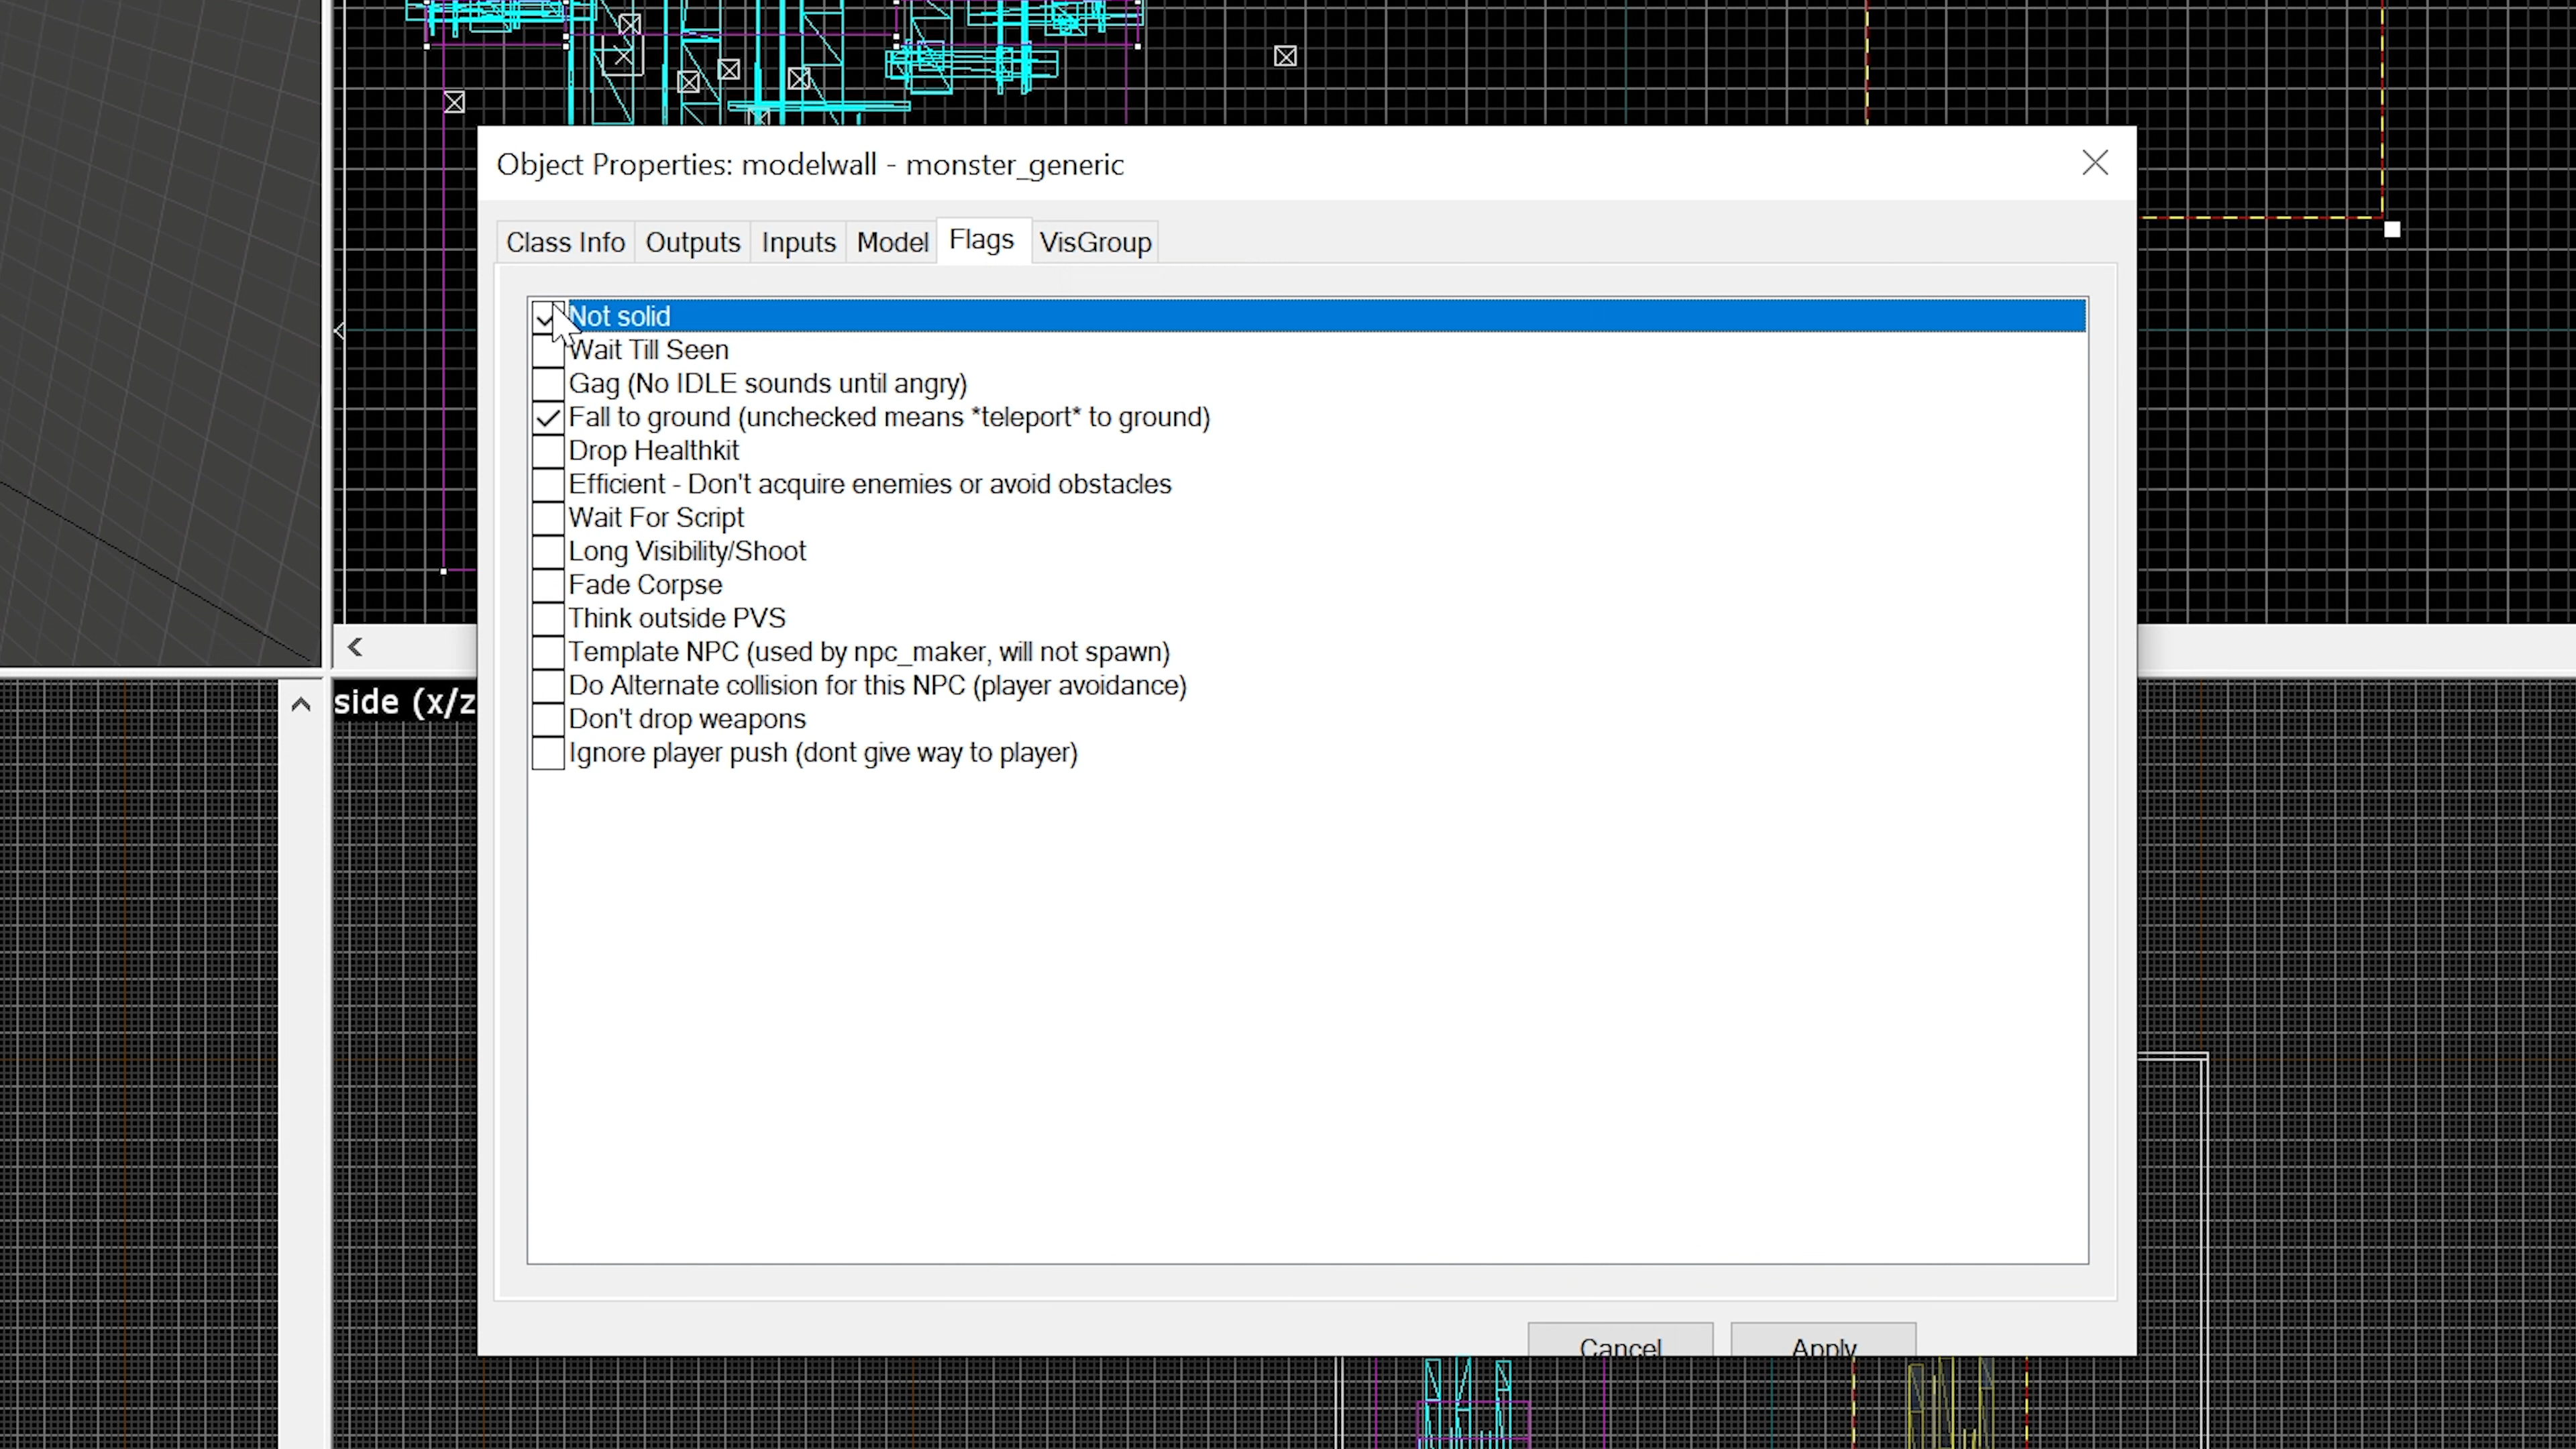 Object Properties: modelwall - monster_generic
Class Info
Outputs
Inputs
Model
Flags
VisGroup
Not solid
Wait Till Seen
Gag (No IDLE sounds until angry)
Fall to ground (unchecked means *teleport* to ground)
Drop Healthkit
Efficient - Don't acquire enemies or avoid obstacles
Wait For Script
Long Visibility/Shoot
Fade Corpse
Think outside PVS
Template NPC (used by npc_maker, will not spawn)
Do Alternate collision for this NPC (player avoidance)
Don't drop weapons
Ignore player push (dont give way to player)
side (x/z
Cancel
Apply